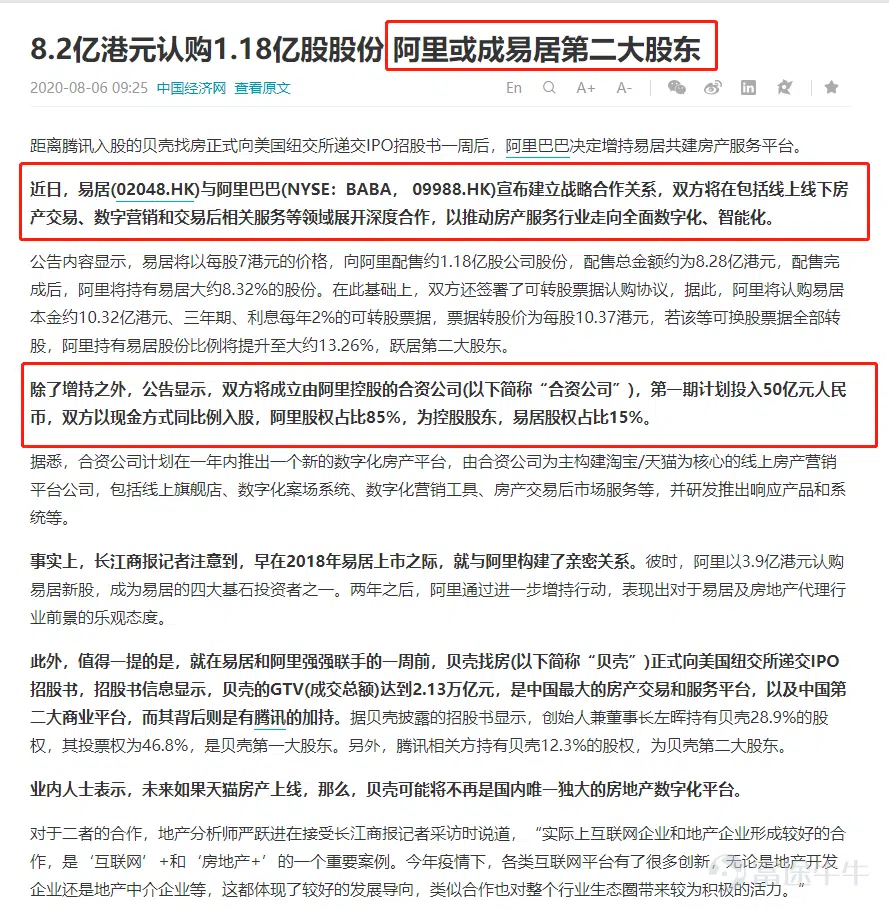 8.2亿港元认购1.18亿股股份 阿里或成易居第二大股东
2020-08-06 09:25 中国经济网 查看原文 En A+ A-
距离腾讯入股的贝壳找房正式向美国纽交所递交IPO招股书一周后，阿里巴巴决定增持易居共建房产服务平台。
近日，易居(02048.HK)与阿里巴巴(NYSE：BABA， 09988.HK)宣布建立战略合作关系，双方将在包括线上线下房
产交易、数字营销和交易后相关服务等领域展开深度合作，以推动房产服务行业走向全面数字化、智能化。
公告内容显示，易居将以每股7港元的价格，向阿里配售约1.18亿股公司股份，配售总金额约为8.28亿港元，配售完
成后，阿里将持有易居大约8.32%的股份。在此基础上，双方还签署了可转股票据认购协议，据此，阿里将认购易居
本金约10.32亿港元、三年期、利息每年2%的可转股票据，票据转股价为每股10.37港元，若该等可换股票据全部转
股，阿里持有易居股份比例将提升至大约13.26%，跃居第二大股东。
除了增持之外，公告显示，双方将成立由阿里控股的合资公司(以下简称“合资公司”)，第一期计划投入50亿元人民
币，双方以现金方式同比例入股，阿里股权占比85%，为控股股东，易居股权占比15%。
据悉，合资公司计划在一年内推出一个新的数字化房产平台，由合资公司为主构建淘宝/天猫为核心的线上房产营销
平台公司，包括线上旗舰店、数字化案场系统、数字化营销工具、房产交易后市场服务等，并研发推出响应产品和系
统等。
事实上，长江商报记者注意到，早在2018年易居上市之际，就与阿里构建了亲密关系。彼时，阿里以3.9亿港元认购
易居新股，成为易居的四大基石投资者之一。两年之后，阿里通过进一步增持行动，表现出对于易居及房地产代理行
业前景的乐观态度。
此外，值得一提的是，就在易居和阿里强强联手的一周前，贝壳找房(以下简称“贝壳”)正式向美国纽交所递交IPO
招股书，招股书信息显示，贝壳的GTV(成交总额)达到2.13万亿元，是中国最大的房产交易和服务平台，以及中国第
二大商业平台，而其背后则是有腾讯的加持。据贝壳披露的招股书显示，创始人兼董事长左晖持有贝壳28.9%的股
权，其投票权为46.8%，是贝壳第一大股东。另外，腾讯相关方持有贝壳12.3%的股权，为贝壳第二大股东。
业内人士表示，未来如果天猫房产上线，那么，贝壳可能将不再是国内唯一独大的房地产数字化平台。
对于二者的合作，地产分析师严跃进在接受长江商报记者采访时说道，“实际上互联网企业和地产企业形成较好的合
作，是‘互联网’+和‘房地产+’的一个重要案例。今年疫情下，各类互联网平台有了很多创新，无论是地产开发
企业还是地产中介企业等，这都体现了较好的发展导向，类似合作也对整个行业生态圈带来较为积极的活力。”
富途牛牛